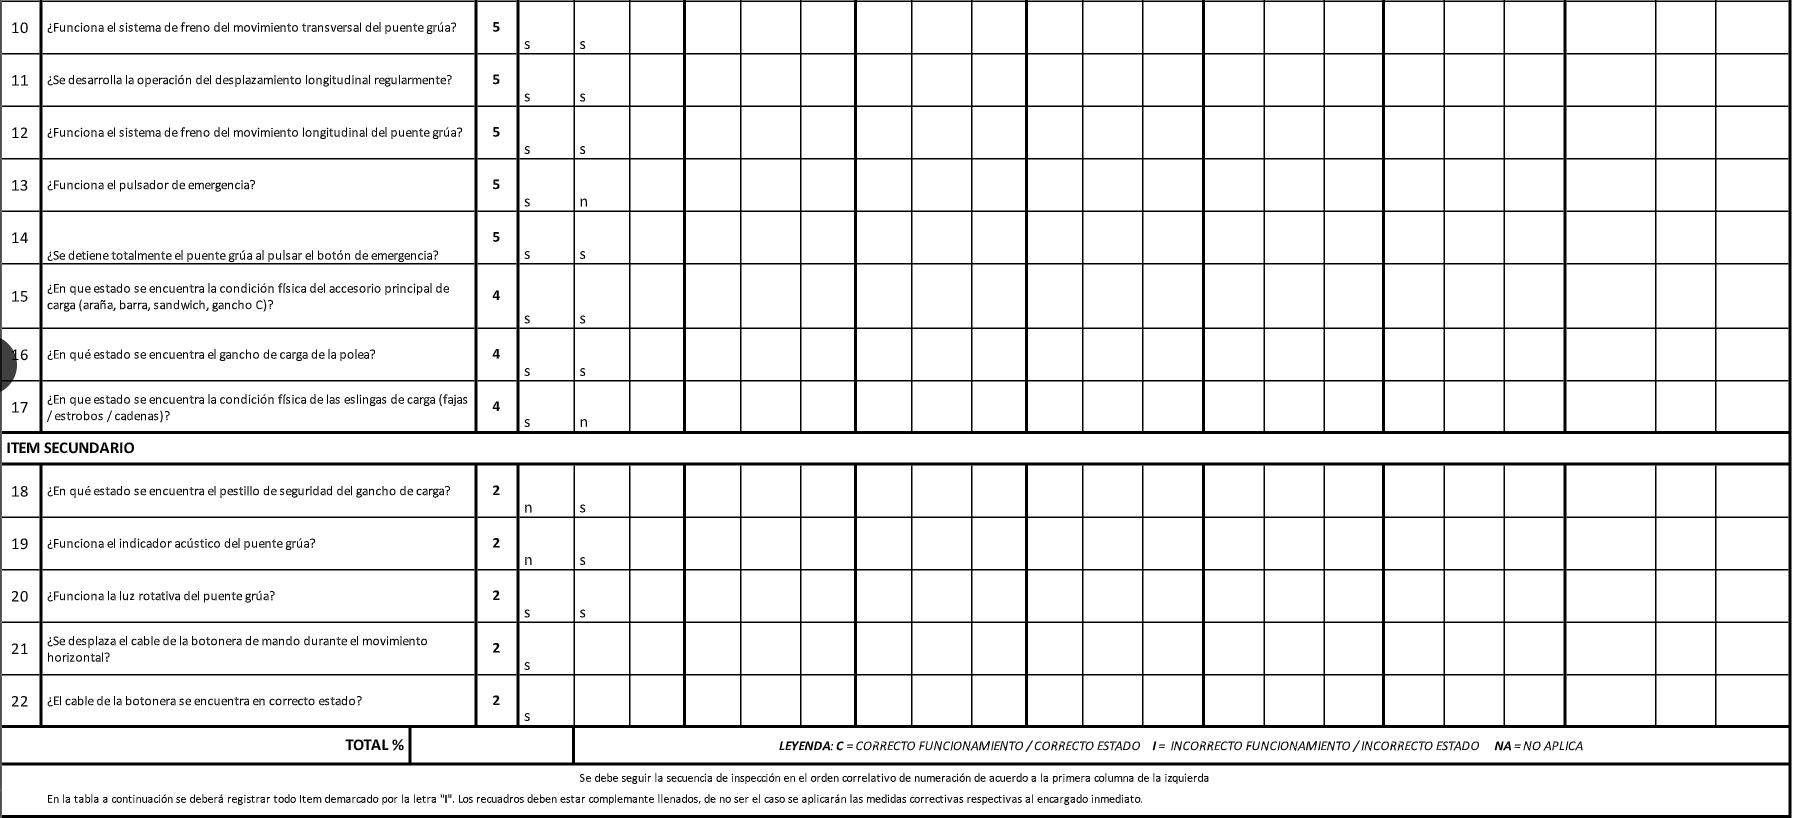 10 ¿Funciona el sistema de freno del movimiento transversal del puente grúa? 5 s s
11 ¿Se desarrolla la operación del desplazamiento longitudinal regularmente? 5 s s
12 ¿Funciona el sistema de freno del movimiento longitudinal del puente grúa? 5 s s
13 ¿Funciona el pulsador de emergencia? 5 s n
14 ¿Se detiene totalmente el puente grúa al pulsar el botón de emergencia? 5 s s
15 ¿En que estado se encuentra la condición física del accesorio principal de
carga (araña, barra, sandwich, gancho C)? 4 s s
16 ¿En qué estado se encuentra el gancho de carga de la polea? 4 s s
17 ¿En que estado se encuentra la condición física de las eslingas de carga (fajas
/ estrobos / cadenas)? 4 s n
ITEM SECUNDARIO
18 ¿En qué estado se encuentra el pestillo de seguridad del gancho de carga? 2 n s
19 ¿Funciona el indicador acústico del puente grúa? 2 n s
20 ¿Funciona la luz rotativa del puente grúa? 2 s s
21 ¿Se desplaza el cable de la botonera de mando durante el movimiento
horizontal? 2 s
22 ¿El cable de la botonera se encuentra en correcto estado? 2 s
TOTAL % LEYENDA: C = CORRECTO FUNCIONAMIENTO / CORRECTO ESTADO I = INCORRECTO FUNCIONAMIENTO / INCORRECTO ESTADO NA = NO APLICA
Se debe seguir la secuencia de inspección en el orden correlativo de numeración de acuerdo a la primera columna de la izquierda
En la tabla a continuación se deberá registrar todo Item demarcado por la letra "I". Los recuadros deben estar complemante llenados, de no ser el caso se aplicarán las medidas correctivas respectivas al encargado inmediato.